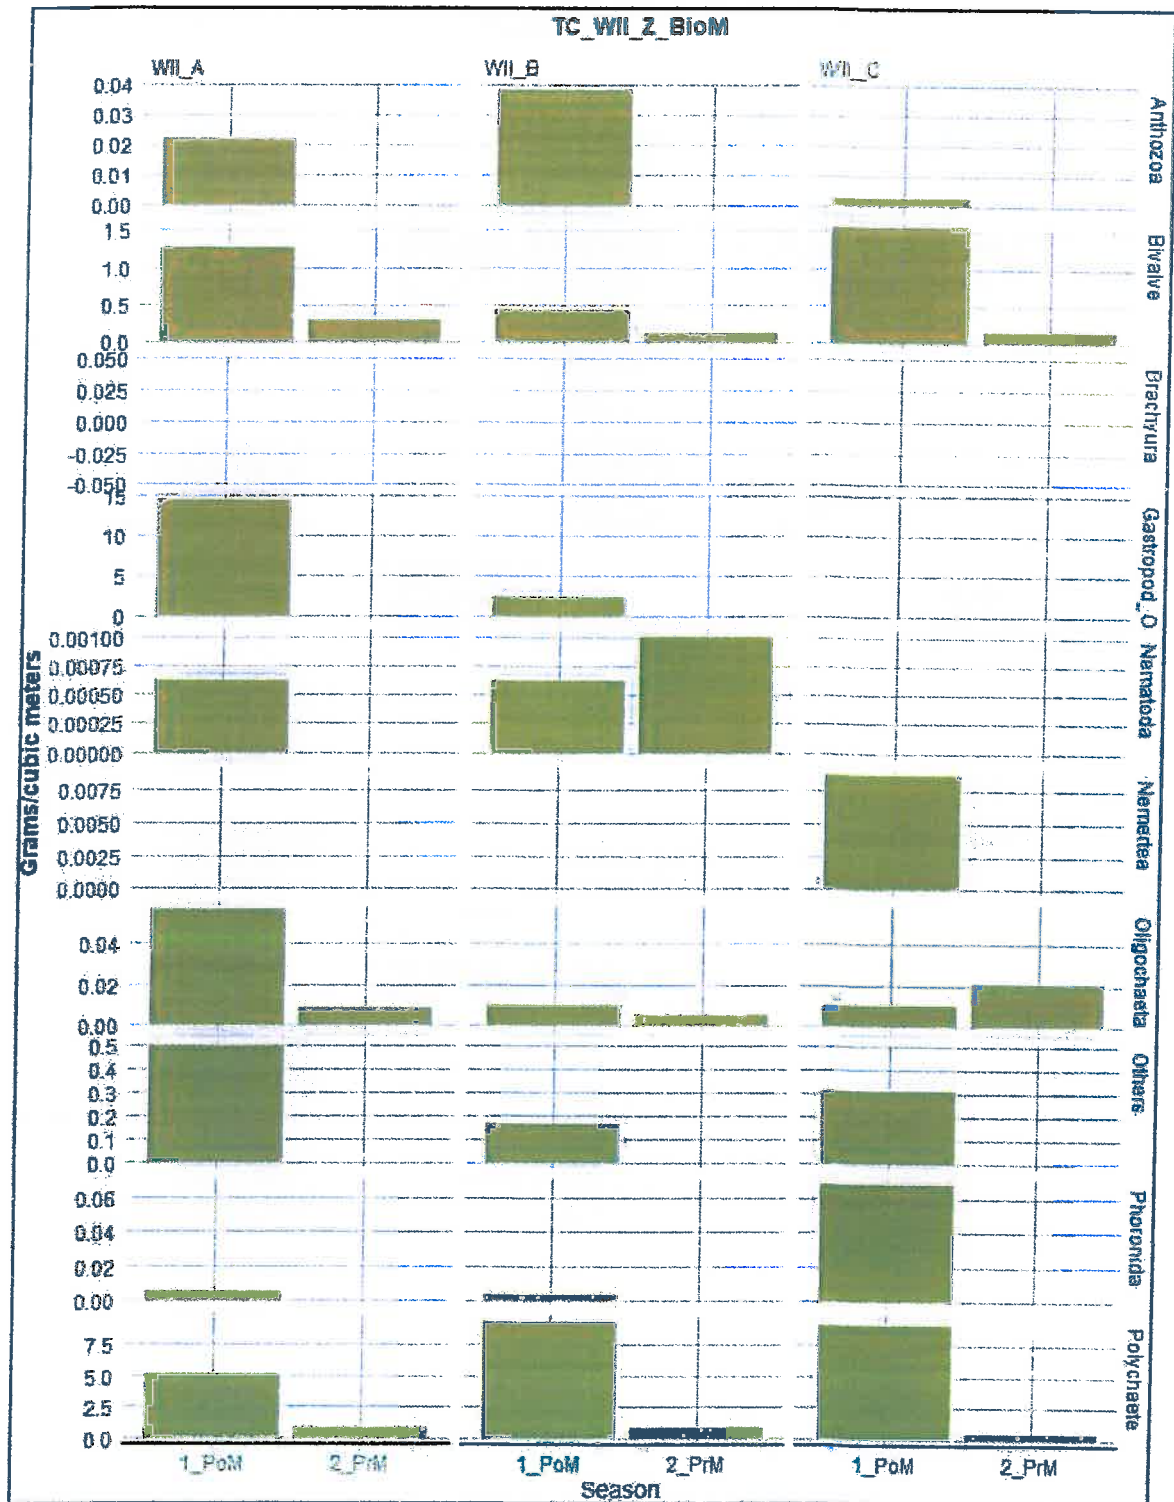 TC_WII_Z_BioM
WII_A WII_B WII_C
0.04
0.03
0.02
0.01
0.00
Anthozoa
1.5
1.0
0.5
0.0
Bivalve
0.050
0.025
0.000
-0.025
-0.050
Brachyura
15
10
5
0
Gastropod_O
0.00100
0.00075
0.00050
0.00025
0.00000
Nematoda
0.0075
0.0050
0.0025
0.0000
Nemertea
0.04
0.02
0.00
Oligochaeta
0.5
0.4
0.3
0.2
0.1
0.0
Others
0.06
0.04
0.02
0.00
Phoronida
7.5
5.0
2.5
0.0
Polychaeta
Grams/cubic meters
1_PoM 2_PrM 1_PoM 2_PrM 1_PoM 2_PrM
Season